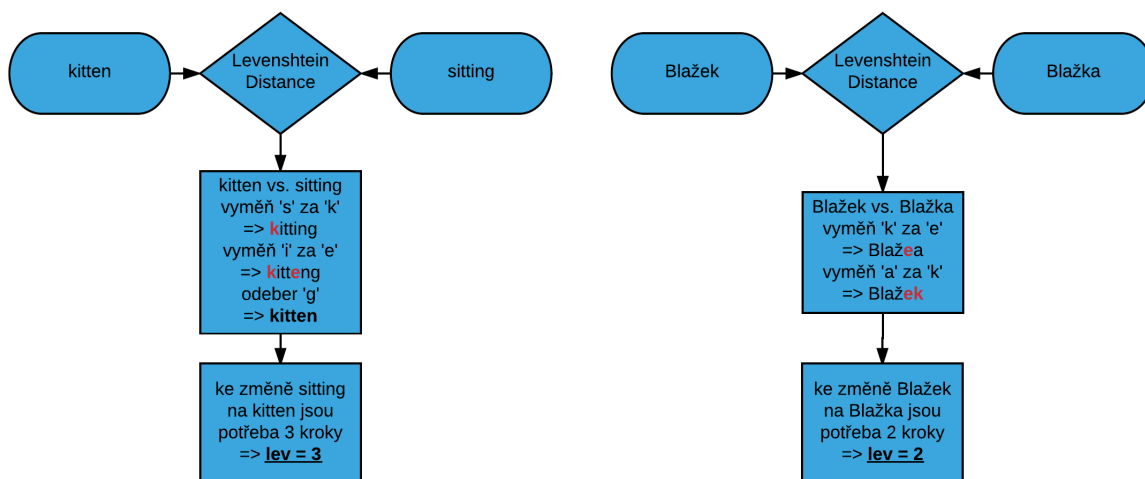 kitten
Levenshtein
Distance
sitting
kitten vs. sitting
vyměň 's' za 'k'
=> kitting
vyměň 'i' za 'e'
=> kitteng
odeber 'g'
=> kitten
ke změně sitting
na kitten jsou
potřeba 3 kroky
=> lev = 3
Blažek
Levenshtein
Distance
Blažka
Blažek vs. Blažka
vyměň 'k' za 'e'
=> Blažea
vyměň 'a' za 'k'
=> Blažek
ke změně Blažek
na Blažka jsou
potřeba 2 kroky
=> lev = 2